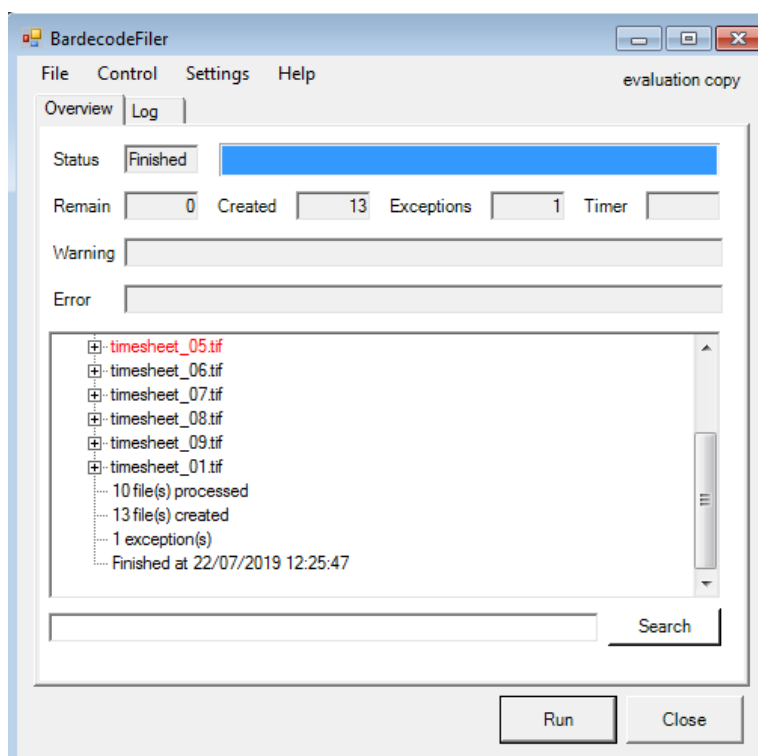 BardecodeFiler
File Control Settings Help
evaluation copy
Overview Log
Status Finished
Remain 0 Created 13 Exceptions 1 Timer
Warning
Error
timesheet_05.tif
timesheet_06.tif
timesheet_07.tif
timesheet_08.tif
timesheet_09.tif
timesheet_01.tif
10 file(s) processed
13 file(s) created
1 exception(s)
Finished at 22/07/2019 12:25:47
Search
Run Close